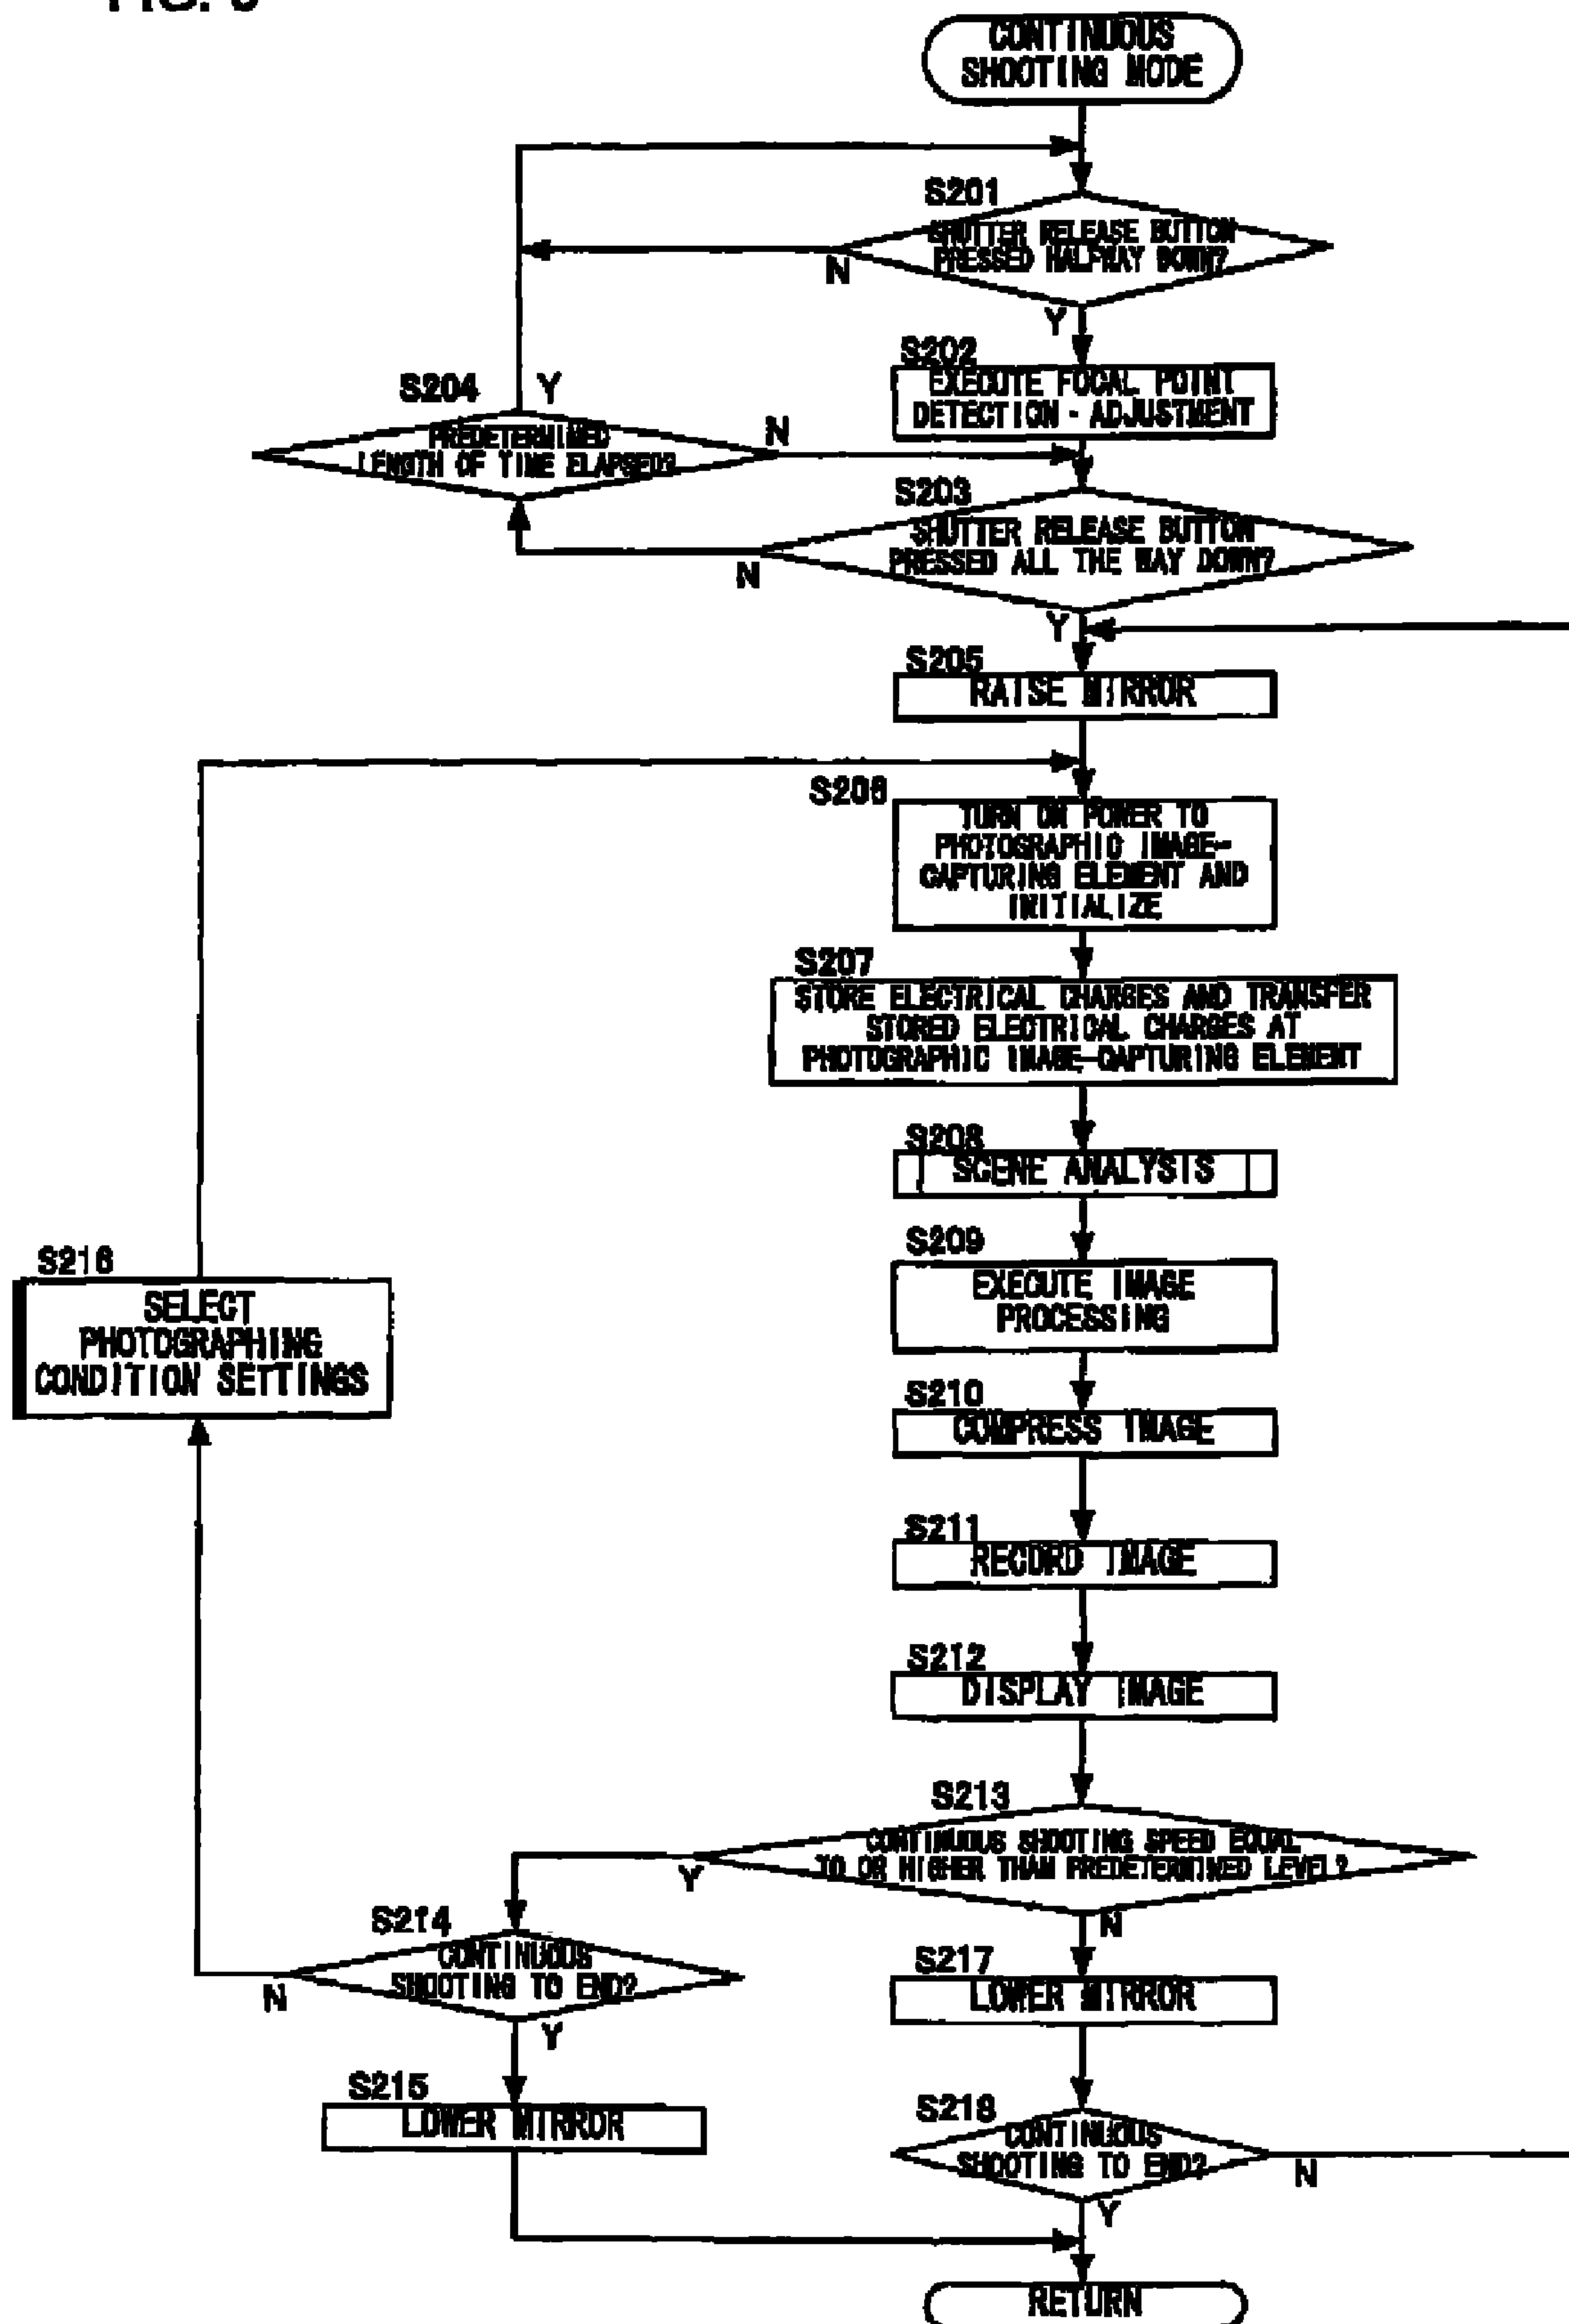 CONTINUOUS
SHOOTING MODE
S201
SHUTTER RELEASE BUTTON
PRESSED HALFWAY DOWN?
N
Y
S202
EXECUTE FOCAL POINT
DETECTION - ADJUSTMENT
S204
Y
PREDETERMINED
LENGTH OF TIME ELAPSED?
N
S203
SHUTTER RELEASE BUTTON
PRESSED ALL THE WAY DOWN?
N
Y
S205
RAISE MIRROR
S206
TURN ON POWER TO
PHOTOGRAPHIC IMAGE-
CAPTURING ELEMENT AND
INITIALIZE
S207
STORE ELECTRICAL CHARGES AND TRANSFER
STORED ELECTRICAL CHARGES AT
PHOTOGRAPHIC IMAGE-CAPTURING ELEMENT
S208
SCENE ANALYSIS
S209
EXECUTE IMAGE
PROCESSING
S216
SELECT
PHOTOGRAPHING
CONDITION SETTINGS
S210
COMPRESS IMAGE
S211
RECORD IMAGE
S212
DISPLAY IMAGE
S213
CONTINUOUS SHOOTING SPEED EQUAL
TO OR HIGHER THAN PREDETERMINED LEVEL?
Y
N
S214
CONTINUOUS
SHOOTING TO END?
N
Y
S217
LOWER MIRROR
S215
LOWER MIRROR
S218
CONTINUOUS
SHOOTING TO END?
N
Y
RETURN